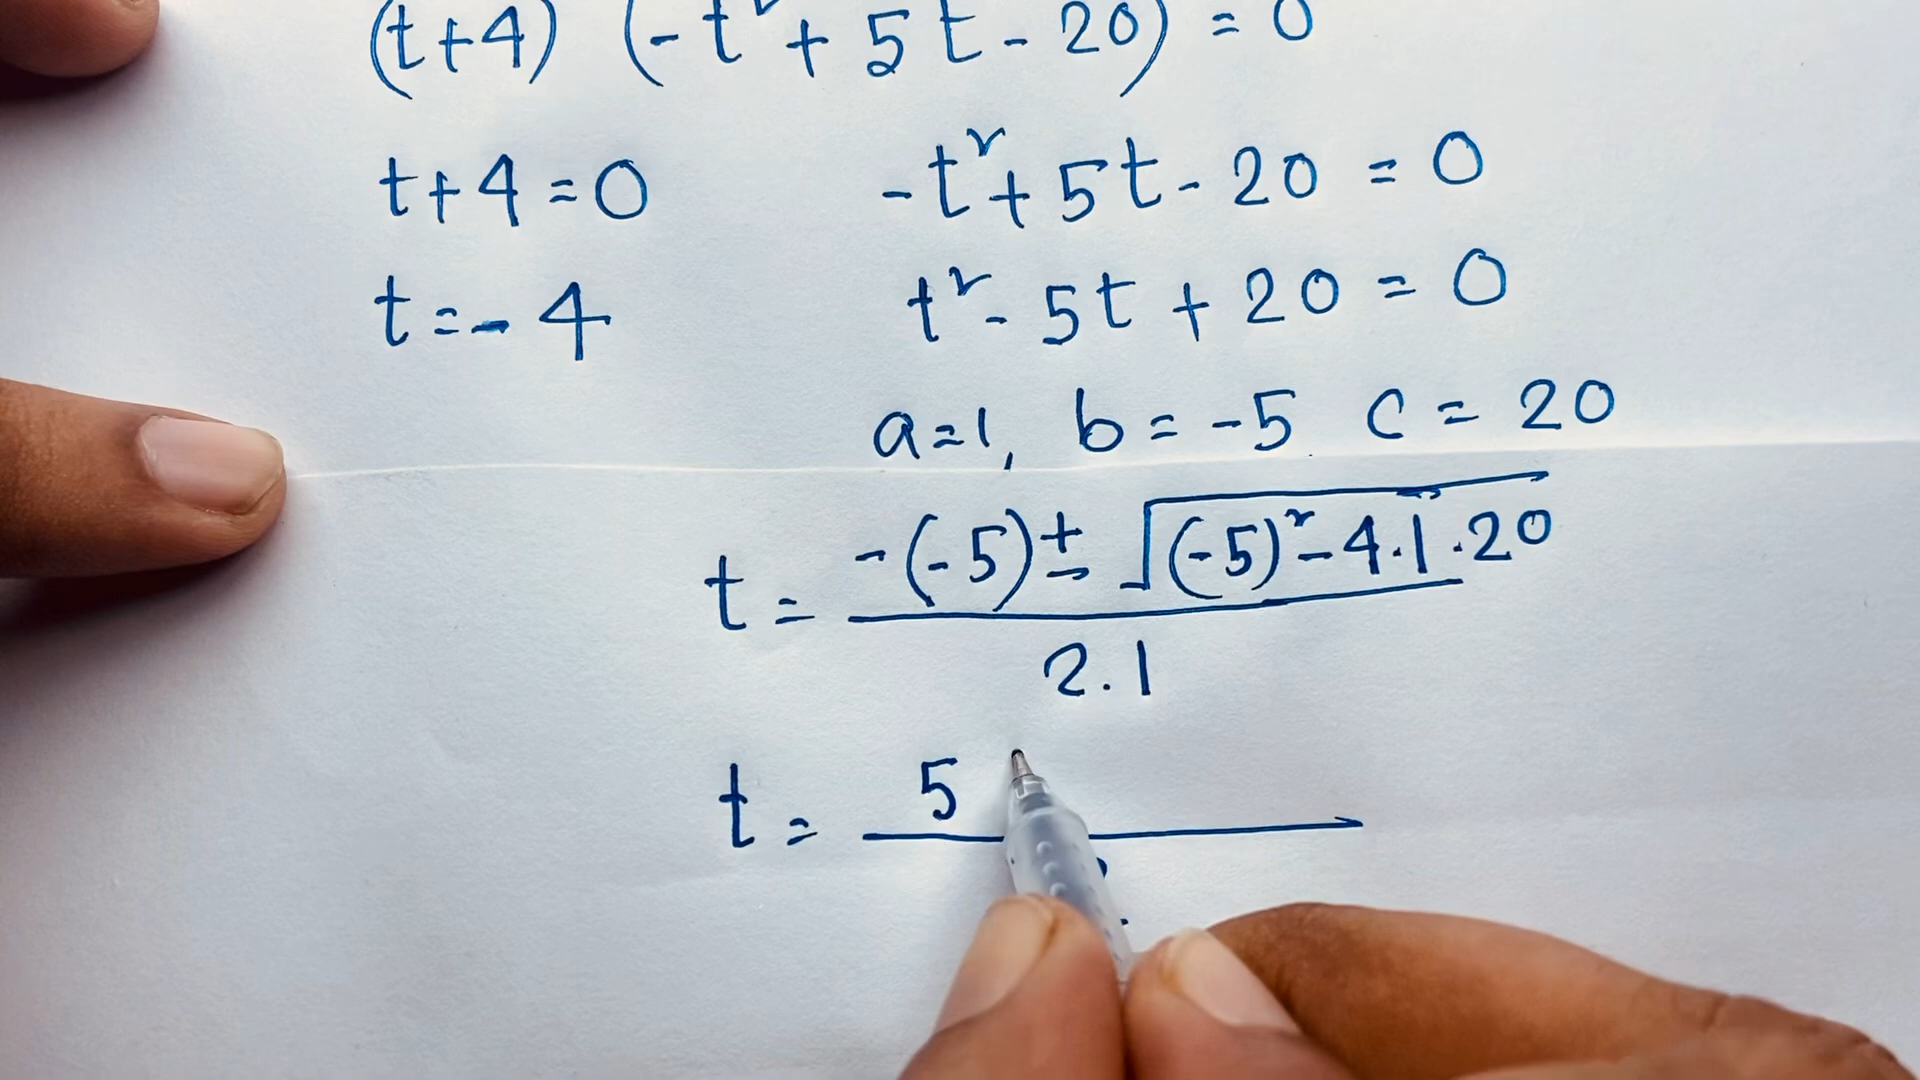 (t+4) (-t²+5t-20) = 0
t+4=0 -t²+5t-20 = 0
t=-4 t²-5t+20=0
a=1, b=-5 c=20
t = -(-5)±√(-5)²-4.1.20
2.1
t = 5